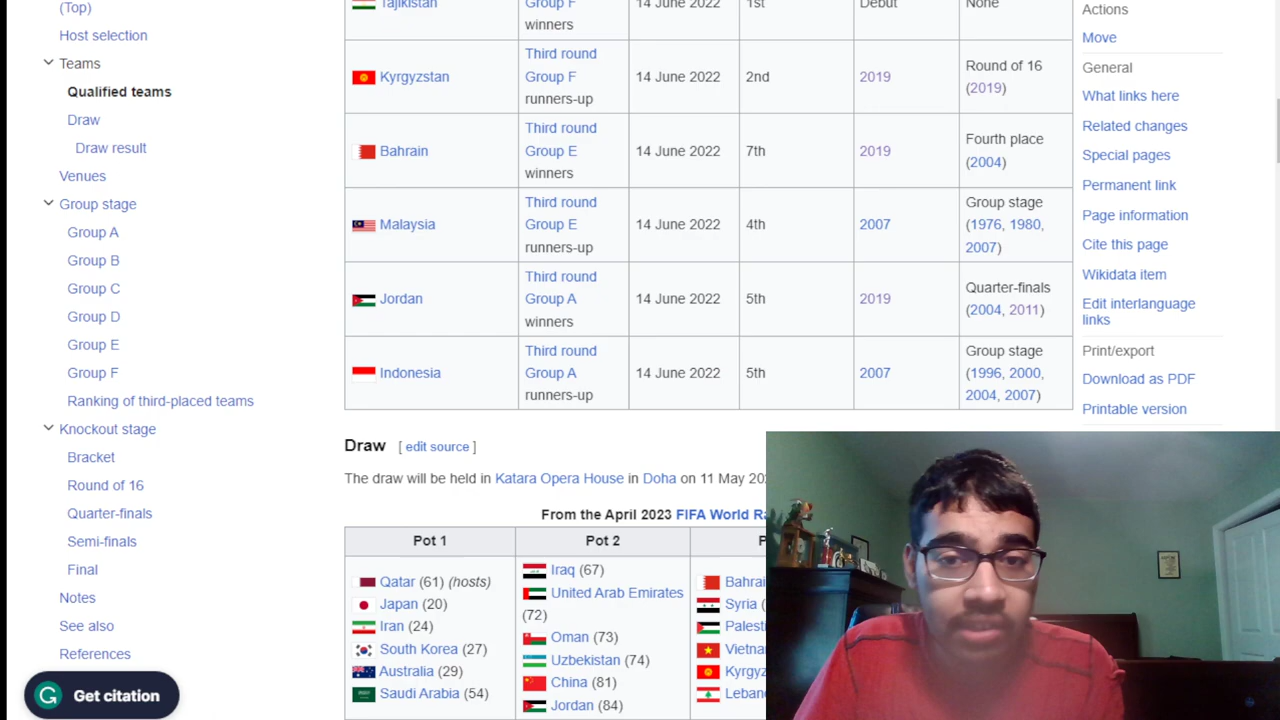 (Top)
Host selection
Teams
Qualified teams
Draw
Draw result
Venues
Group stage
Group A
Group B
Group C
Group D
Group E
Group F
Ranking of third-placed teams
Knockout stage
Bracket
Round of 16
Quarter-finals
Semi-finals
Final
Notes
See also
References
Get citation
Tajikistan
Group F
winners
14 June 2022
1st
Debut
None
Kyrgyzstan
Third round
Group F
runners-up
14 June 2022
2nd
2019
Round of 16
(2019)
Bahrain
Third round
Group E
winners
14 June 2022
7th
2019
Fourth place
(2004)
Malaysia
Third round
Group E
runners-up
14 June 2022
4th
2007
Group stage
(1976, 1980,
2007)
Jordan
Third round
Group A
winners
14 June 2022
5th
2019
Quarter-finals
(2004, 2011)
Indonesia
Third round
Group A
runners-up
14 June 2022
5th
2007
Group stage
(1996, 2000,
2004, 2007)
Draw [ edit source ]
The draw will be held in Katara Opera House in Doha on 11 May 20
From the April 2023 FIFA World Ra
Pot 1
Pot 2
P
Qatar (61) (hosts)
Japan (20)
Iran (24)
South Korea (27)
Australia (29)
Saudi Arabia (54)
Iraq (67)
United Arab Emirates
(72)
Oman (73)
Uzbekistan (74)
China (81)
Jordan (84)
Bahrai
Syria (
Palesti
Vietna
Kyrgyz
Lebano
Actions
Move
General
What links here
Related changes
Special pages
Permanent link
Page information
Cite this page
Wikidata item
Edit interlanguage
links
Print/export
Download as PDF
Printable version